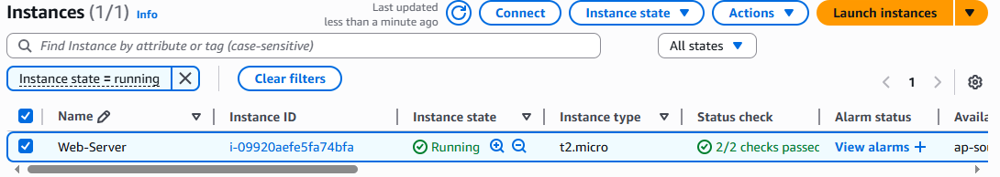 Instances (1/1) Info
Last updated
less than a minute ago
Connect
Instance state
Actions
Launch instances
Find Instance by attribute or tag (case-sensitive)
All states
Instance state = running
Clear filters
1
Name Instance ID Instance state Instance type Status check Alarm status Availa
Web-Server i-09920aefe5fa74bfa Running t2.micro 2/2 checks passec View alarms + ap-sou